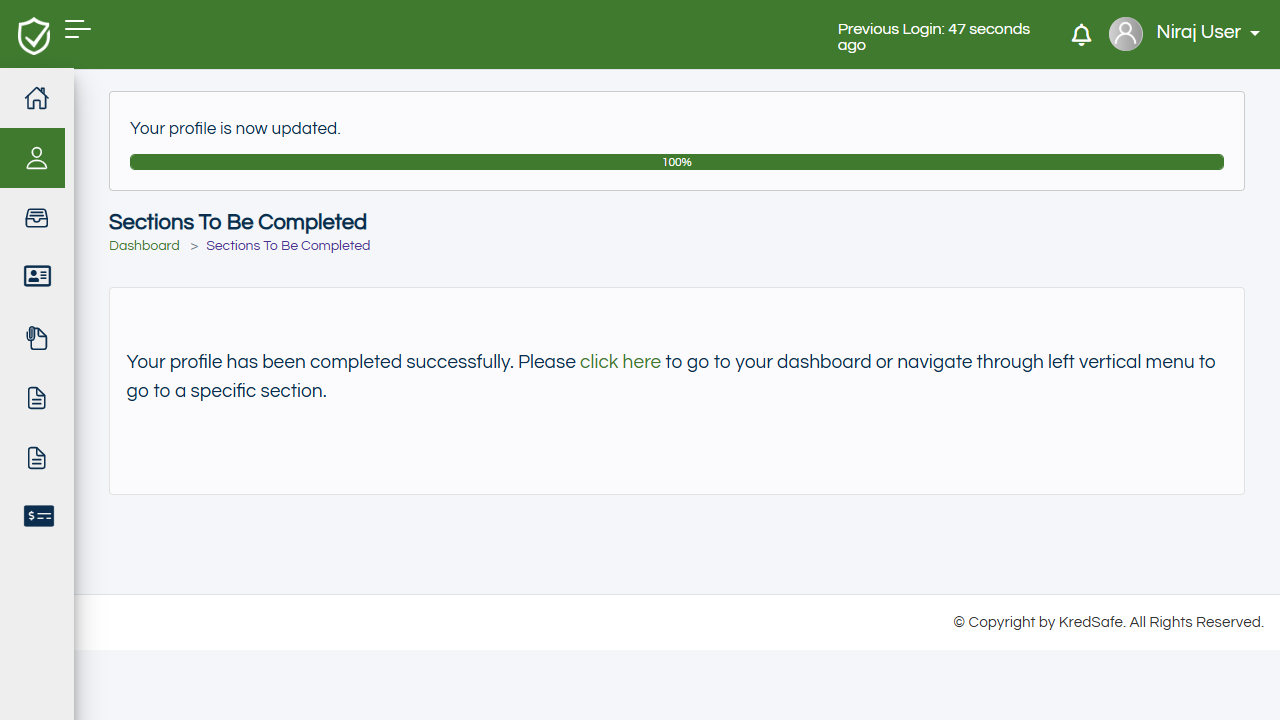 Previous Login: 47 seconds
ago
Niraj User
Your profile is now updated.
100%
Sections To Be Completed
Dashboard > Sections To Be Completed
Your profile has been completed successfully. Please click here to go to your dashboard or navigate through left vertical menu to
go to a specific section.
$
© Copyright by KredSafe. All Rights Reserved.